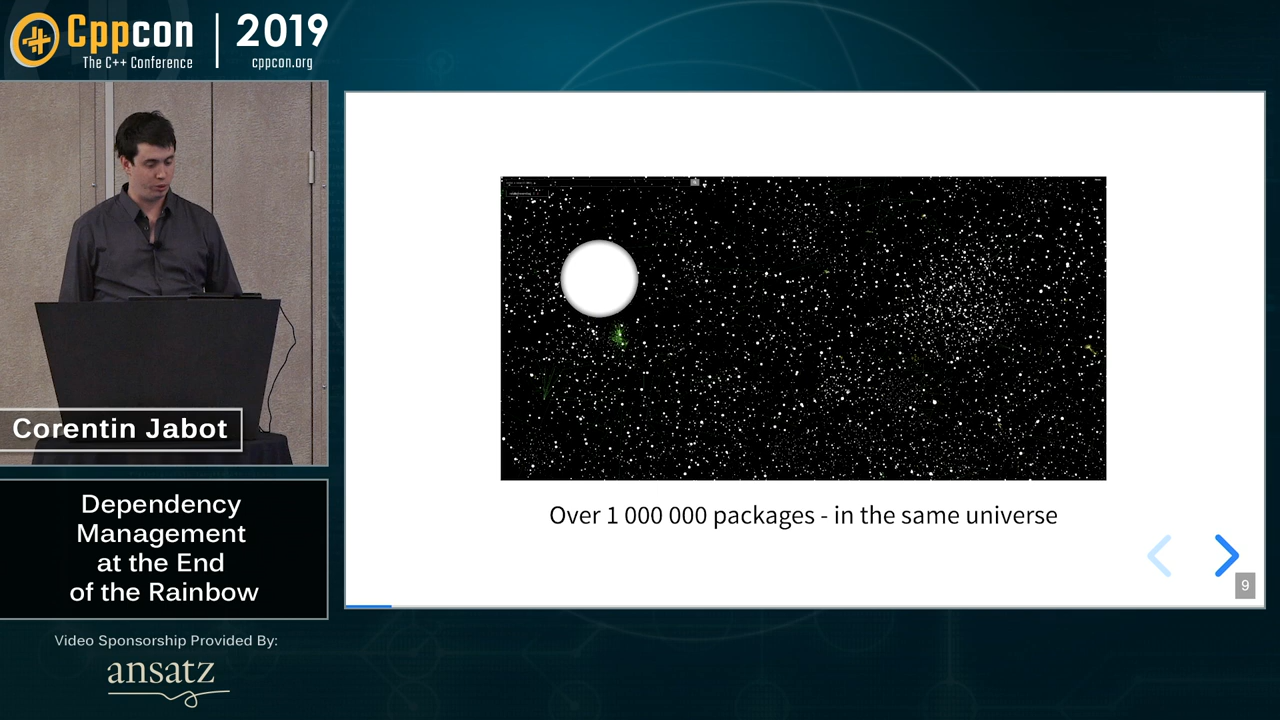 Cppcon
The C++ Conference
2019
cppcon.org
Corentin Jabot
Dependency
Management
at the End
of the Rainbow
Video Sponsorship Provided By:
ansatz
Over 1 000 000 packages - in the same universe
9